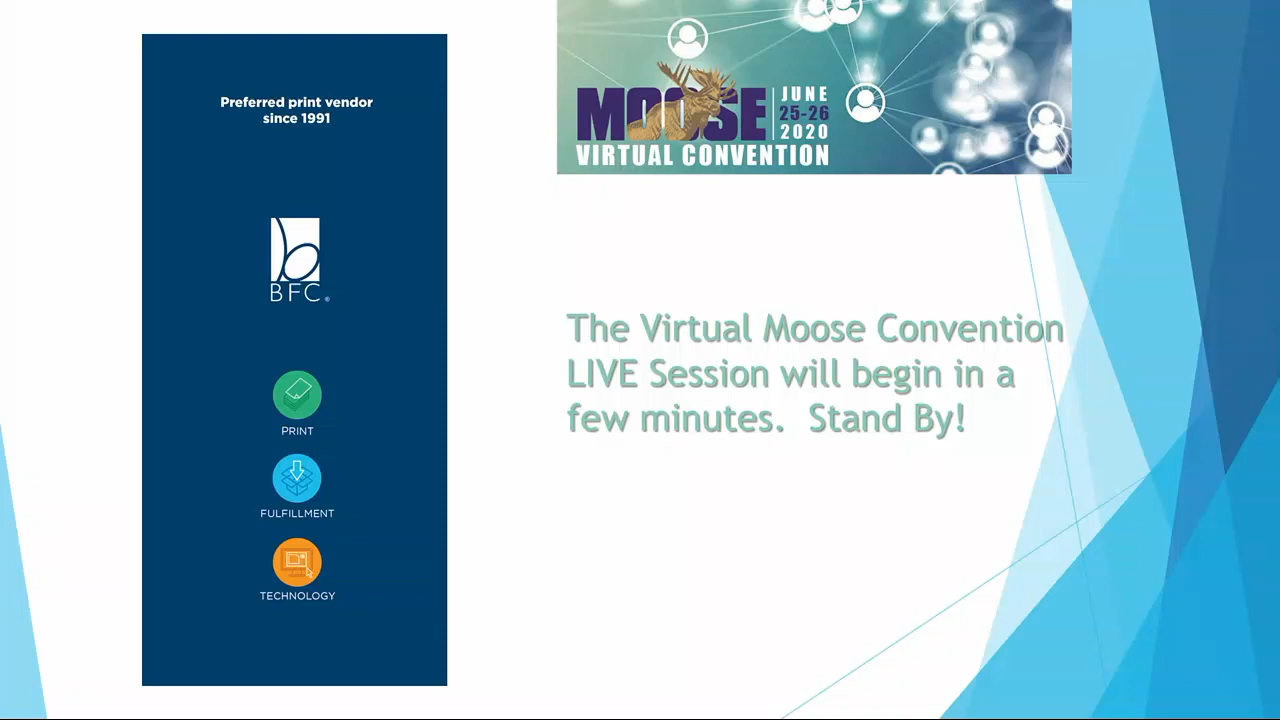 Preferred print vendor
since 1991
BFC®
PRINT
FULFILLMENT
TECHNOLOGY
MOOSE
JUNE
25-26
2020
VIRTUAL CONVENTION
The Virtual Moose Convention
LIVE Session will begin in a
few minutes. Stand By!